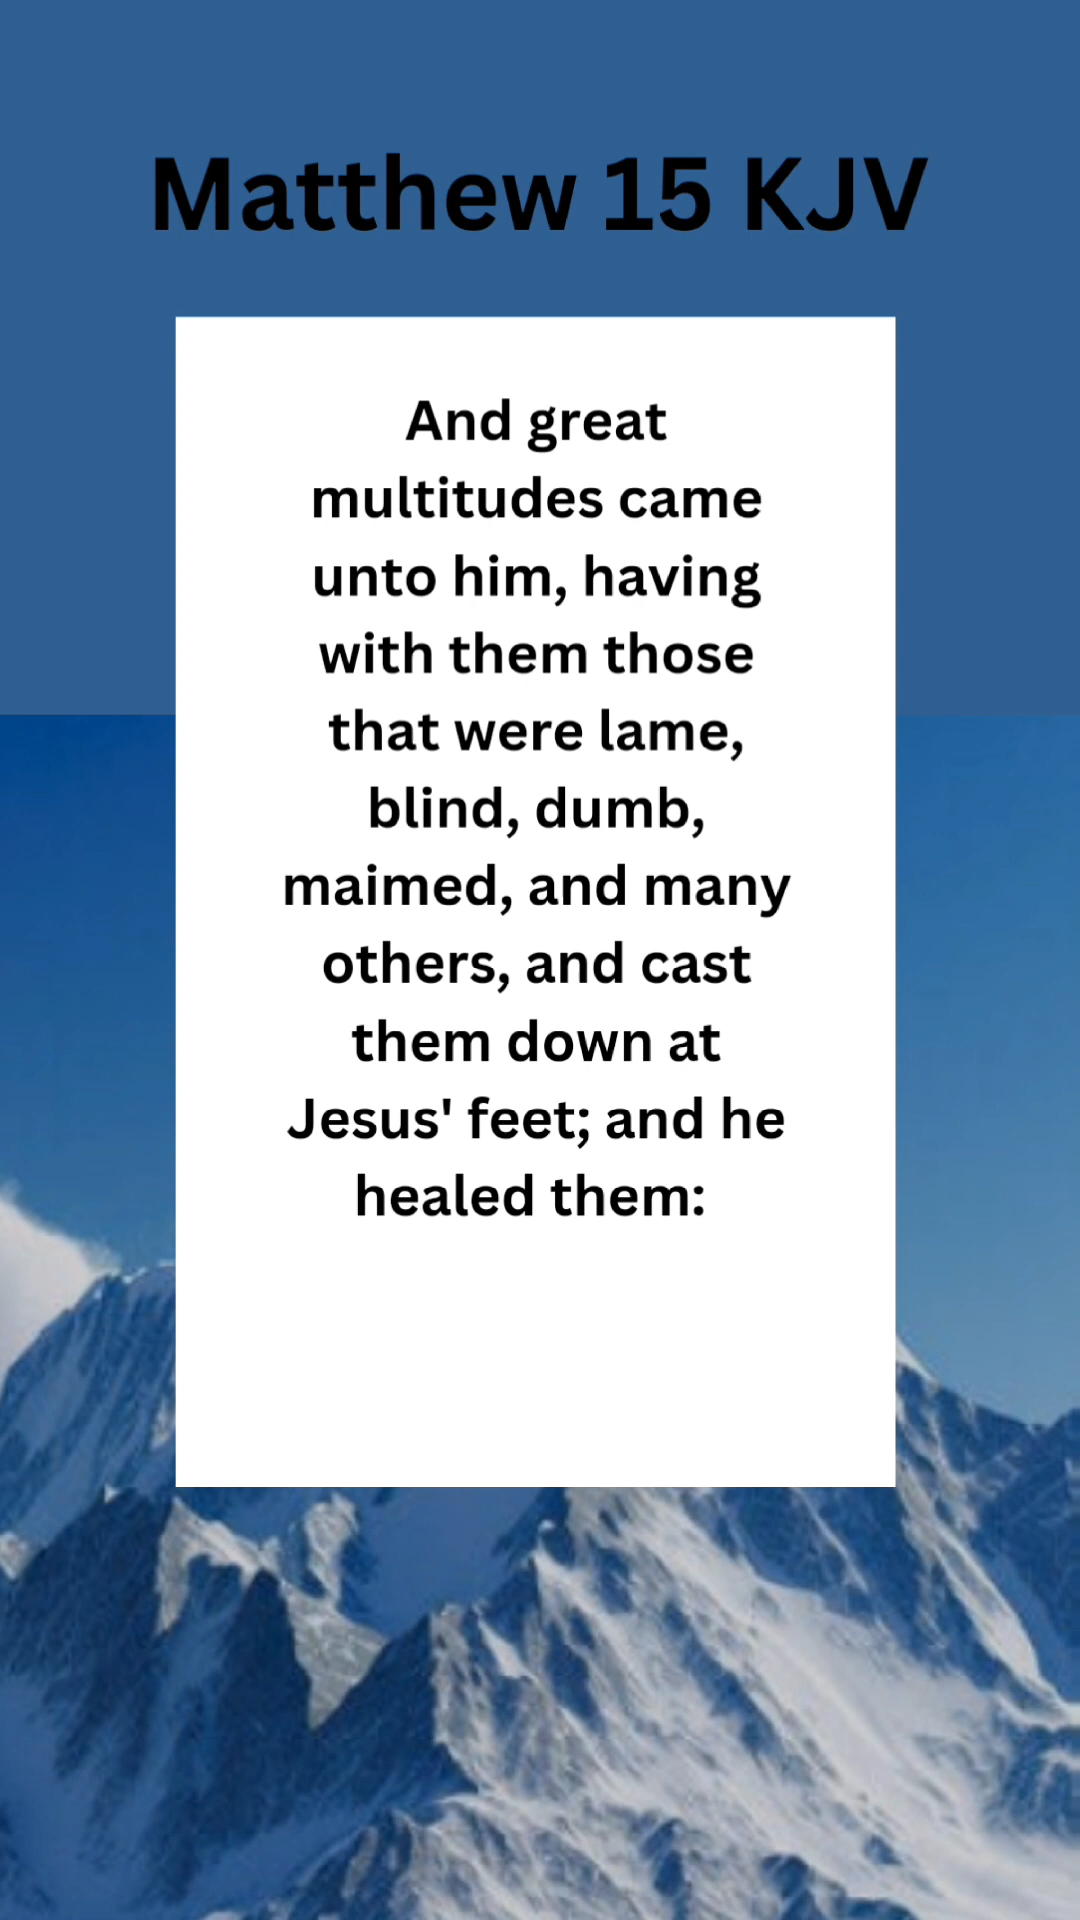 Matthew 15 KJV
And great
multitudes came
unto him, having
with them those
that were lame,
blind, dumb,
maimed, and many
others, and cast
them down at
Jesus' feet; and he
healed them: